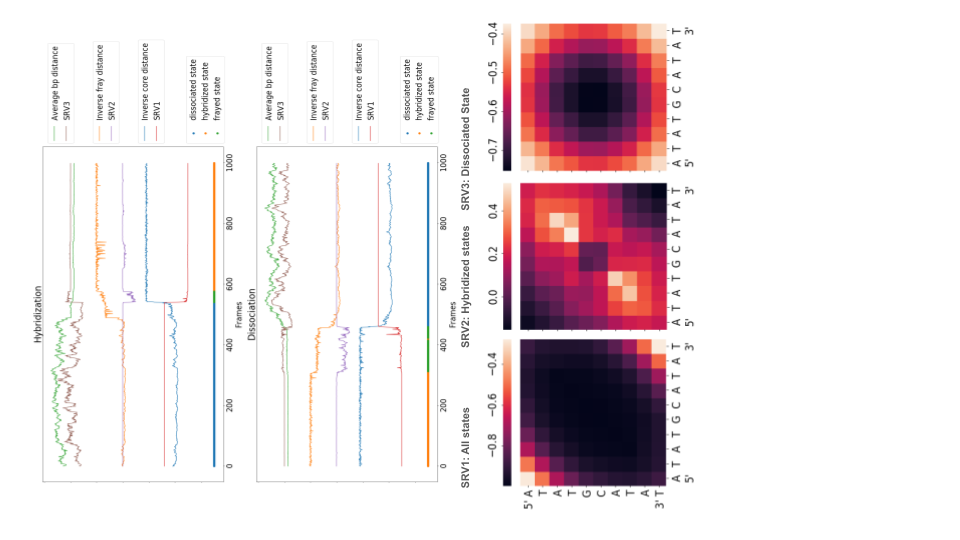 Hybridization
Average bp distance
SRV3
Inverse fray distance
SRV2
Inverse core distance
SRV1
dissociated state
hybridized state
frayed state
0 200 400 600 800 1000
Frames
Dissociation
Average bp distance
SRV3
Inverse fray distance
SRV2
Inverse core distance
SRV1
dissociated state
hybridized state
frayed state
0 200 400 600 800 1000
Frames
SRV1: All states
−0.8 −0.6 −0.4
5' A
T
A
T
G
C
A
T
A
3' T
A T A T G C A T A T
5' 3'
SRV2: Hybridized states
0.0 0.2 0.4
A T A T G C A T A T
5' 3'
SRV3: Dissociated State
−0.7 −0.6 −0.5 −0.4
A T A T G C A T A T
5' 3'